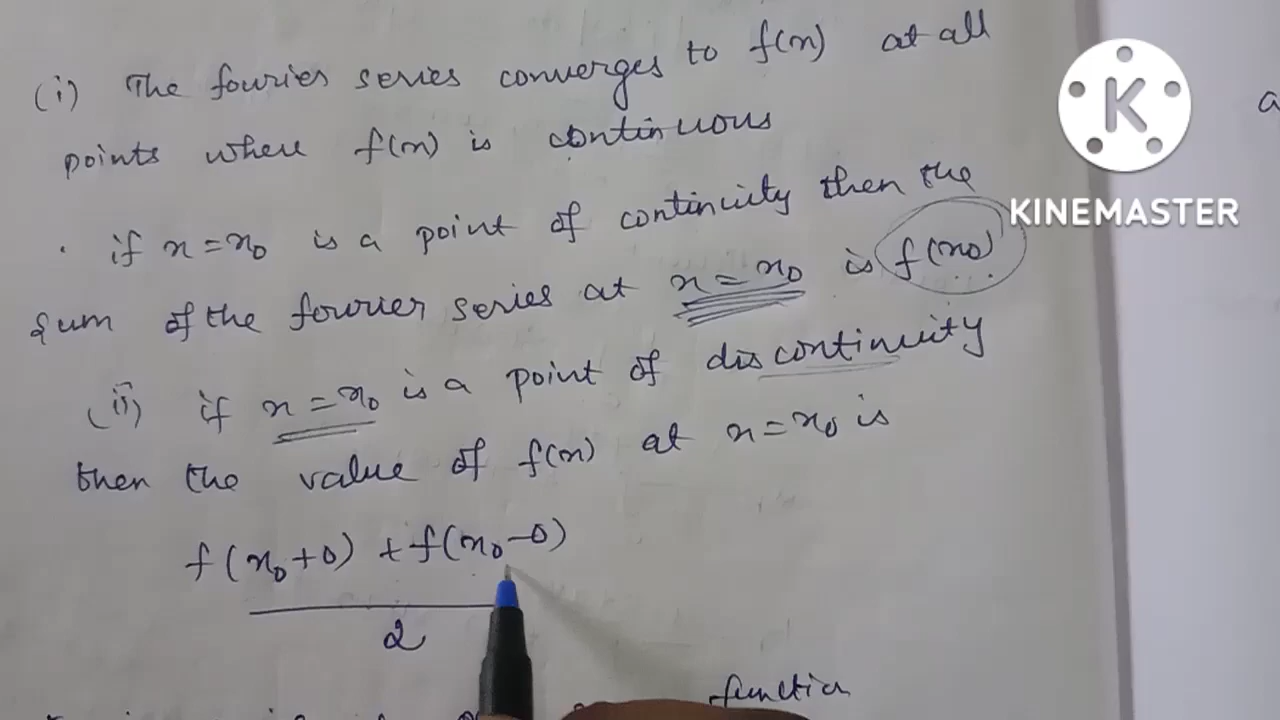 (i) The fourier series converges to f(x) at all
points where f(x) is continuous
. if x = x₀ is a point of continuity then the
sum of the fourier series at x = x₀ is f(x₀)
(ii) if x = x₀ is a point of discontinuity
then the value of f(x) at x = x₀ is
f(x₀+0) + f(x₀-0)
2
function
KINEMASTER